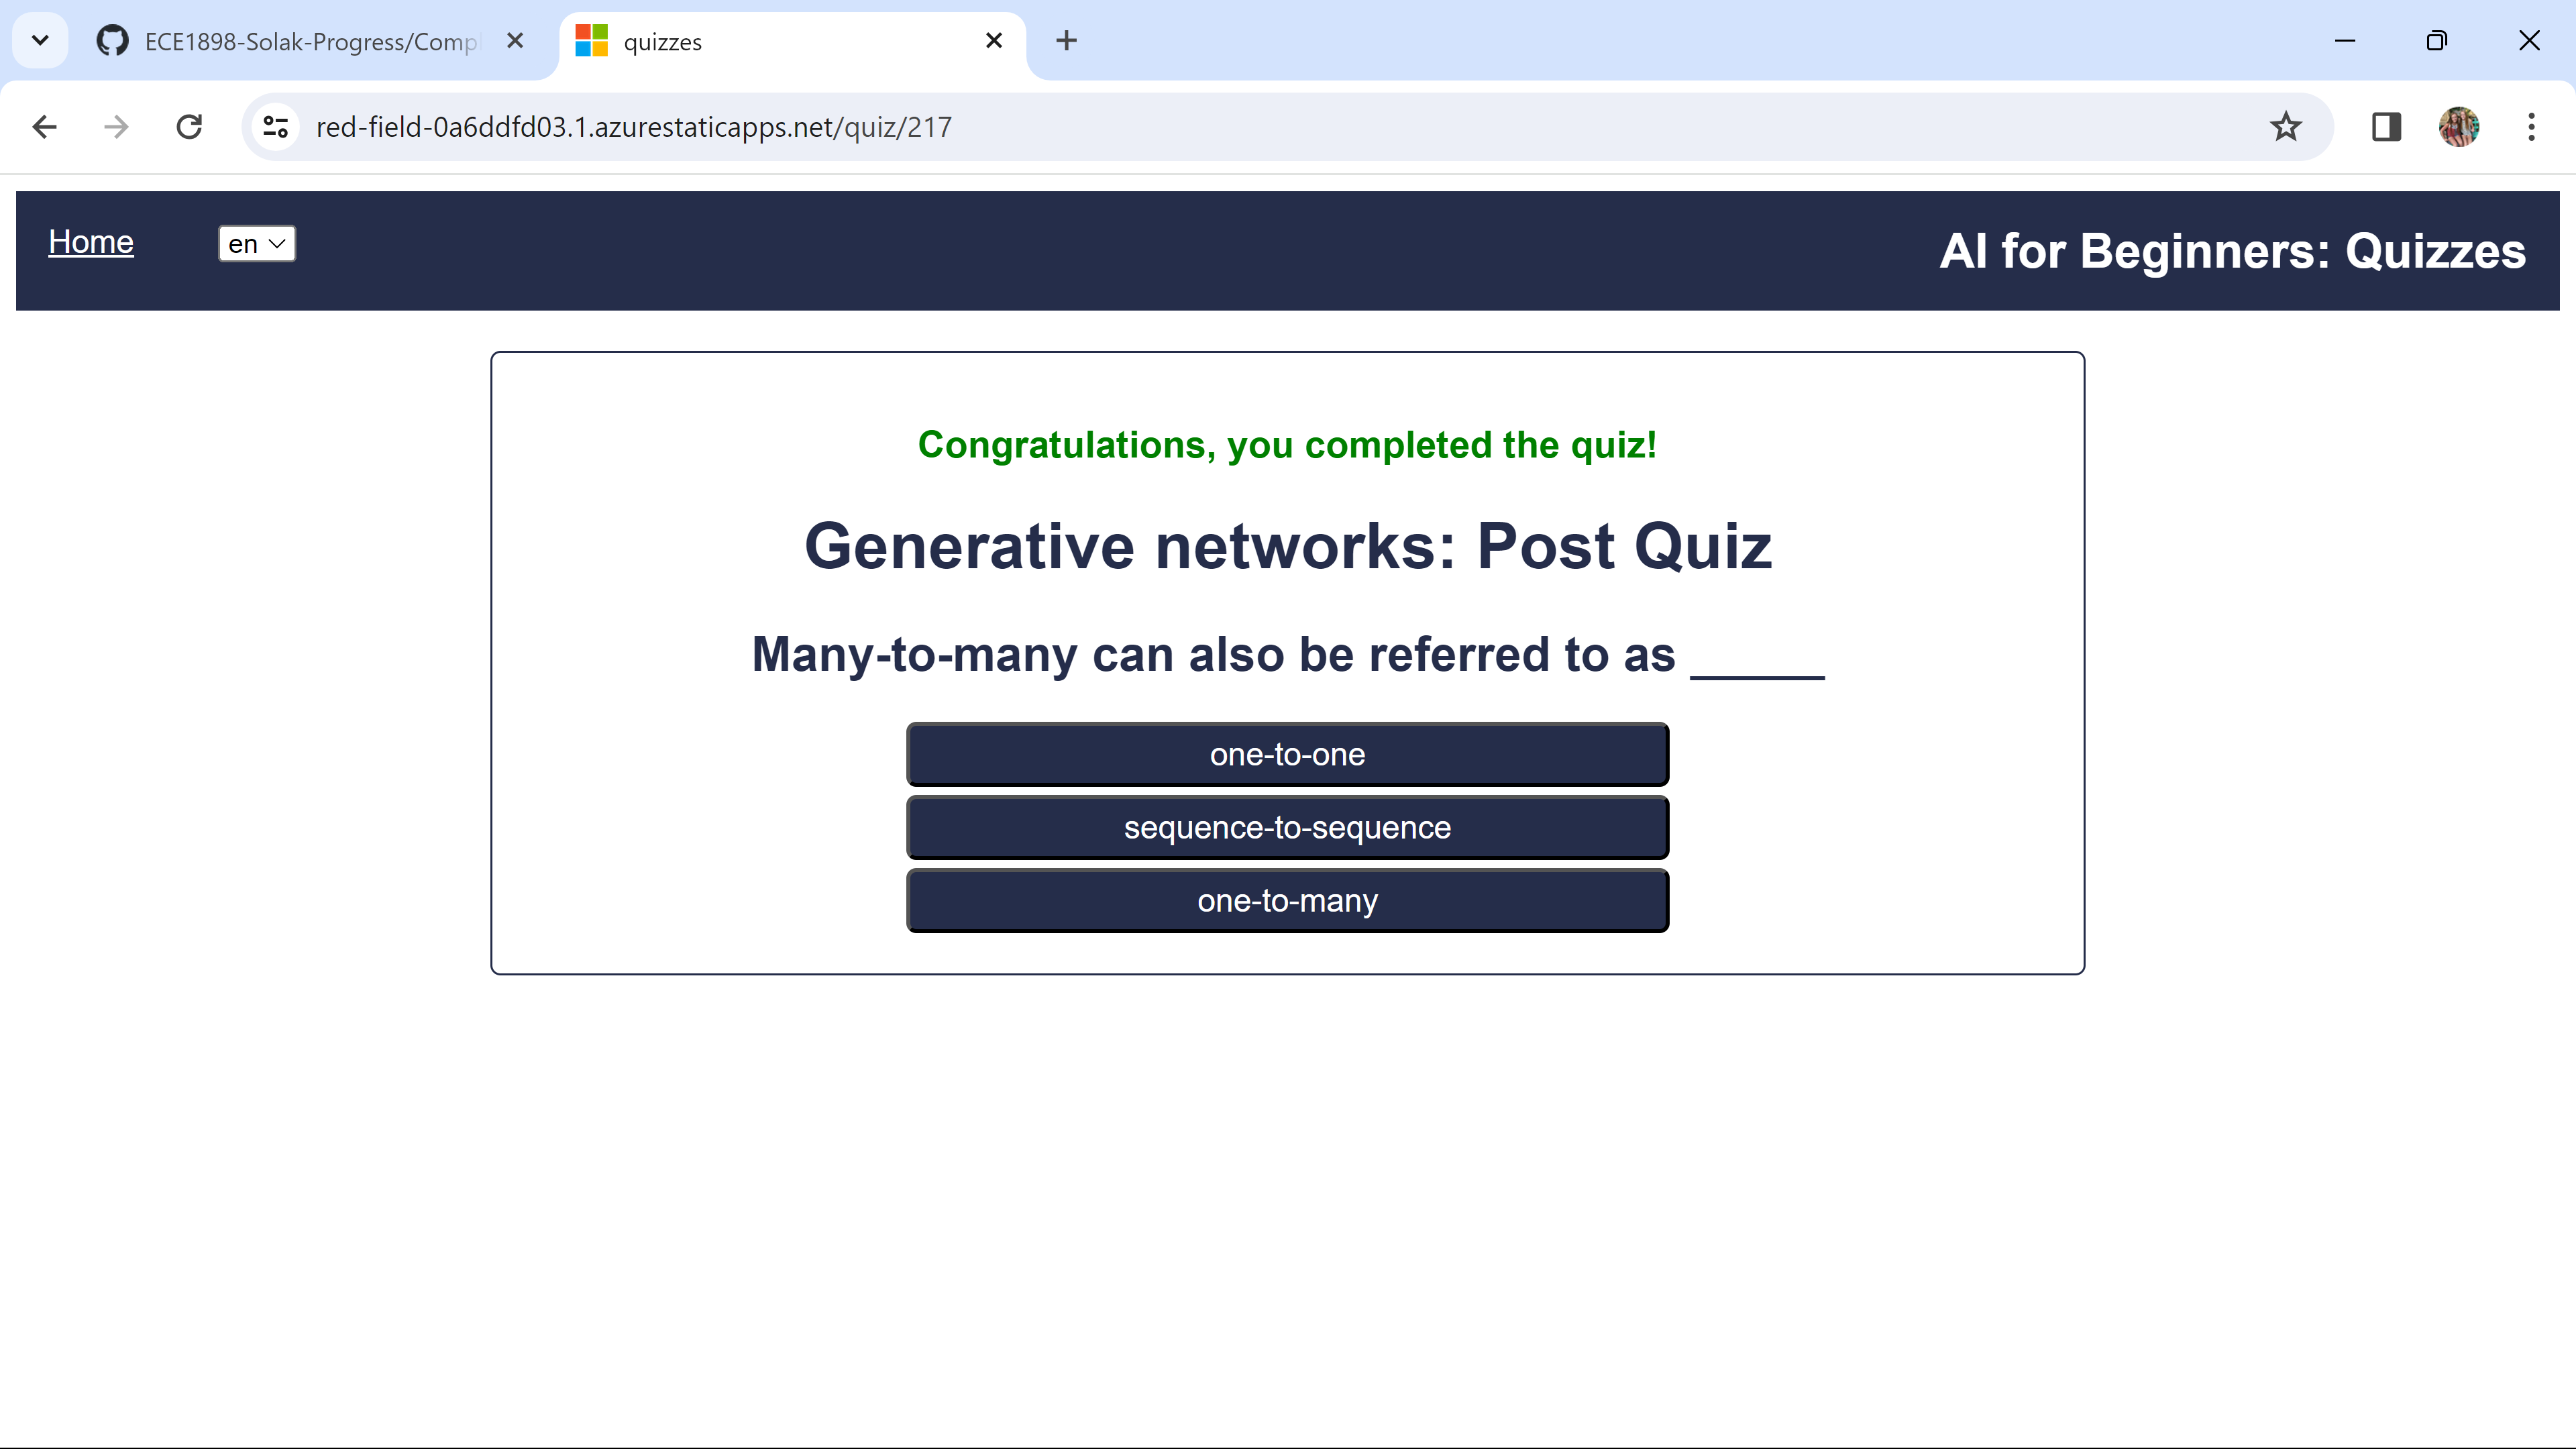 ECE1898-Solak-Progress/Comp
quizzes
red-field-0a6ddfd03.1.azurestaticapps.net/quiz/217
Home
en
AI for Beginners: Quizzes
Congratulations, you completed the quiz!
Generative networks: Post Quiz
Many-to-many can also be referred to as ______
one-to-one
sequence-to-sequence
one-to-many